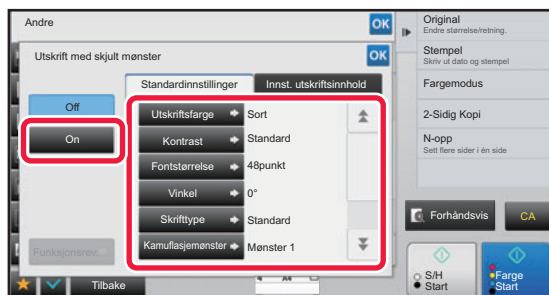 Andre
OK
Utskrift med skjult mønster
OK
Standardinnstillinger
Innst. utskriftsinnhold
Off
On
Utskriftsfarge
Sort
Kontrast
Standard
Fontstørrelse
48punkt
Vinkel
0°
Skrifttype
Standard
Kamuflasjemønster
Mønster 1
Funksjonsrev.
Tilbake
A4
Original
Endre størrelse/retning.
Stempel
Skriv ut dato og stempel
Fargemodus
2-Sidig Kopi
N-opp
Sett flere sider i én side
Forhåndsvis
CA
S/H
Start
Farge
Start